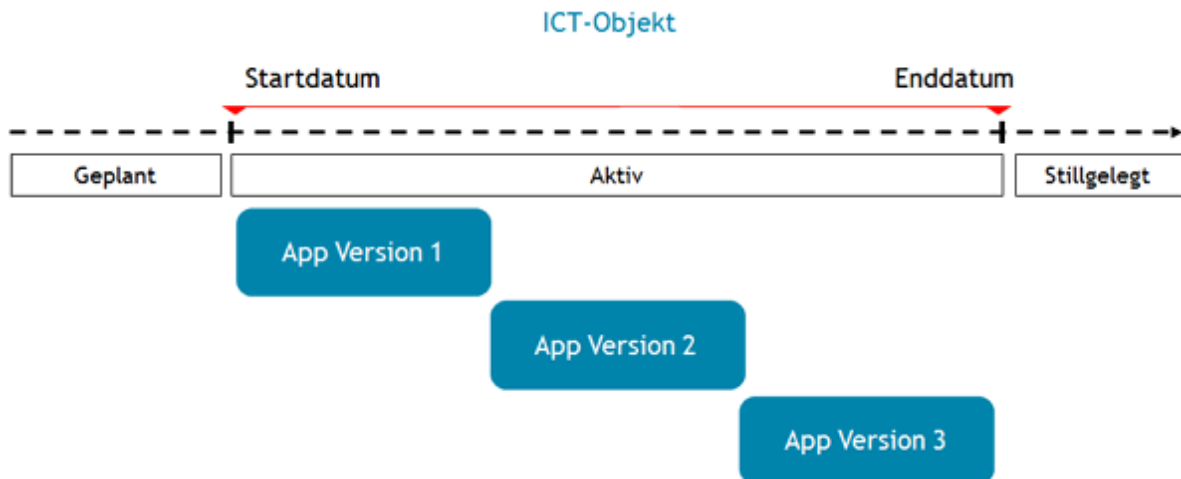 ICT-Objekt
Startdatum
Enddatum
Geplant
Aktiv
Stillgelegt
App Version 1
App Version 2
App Version 3